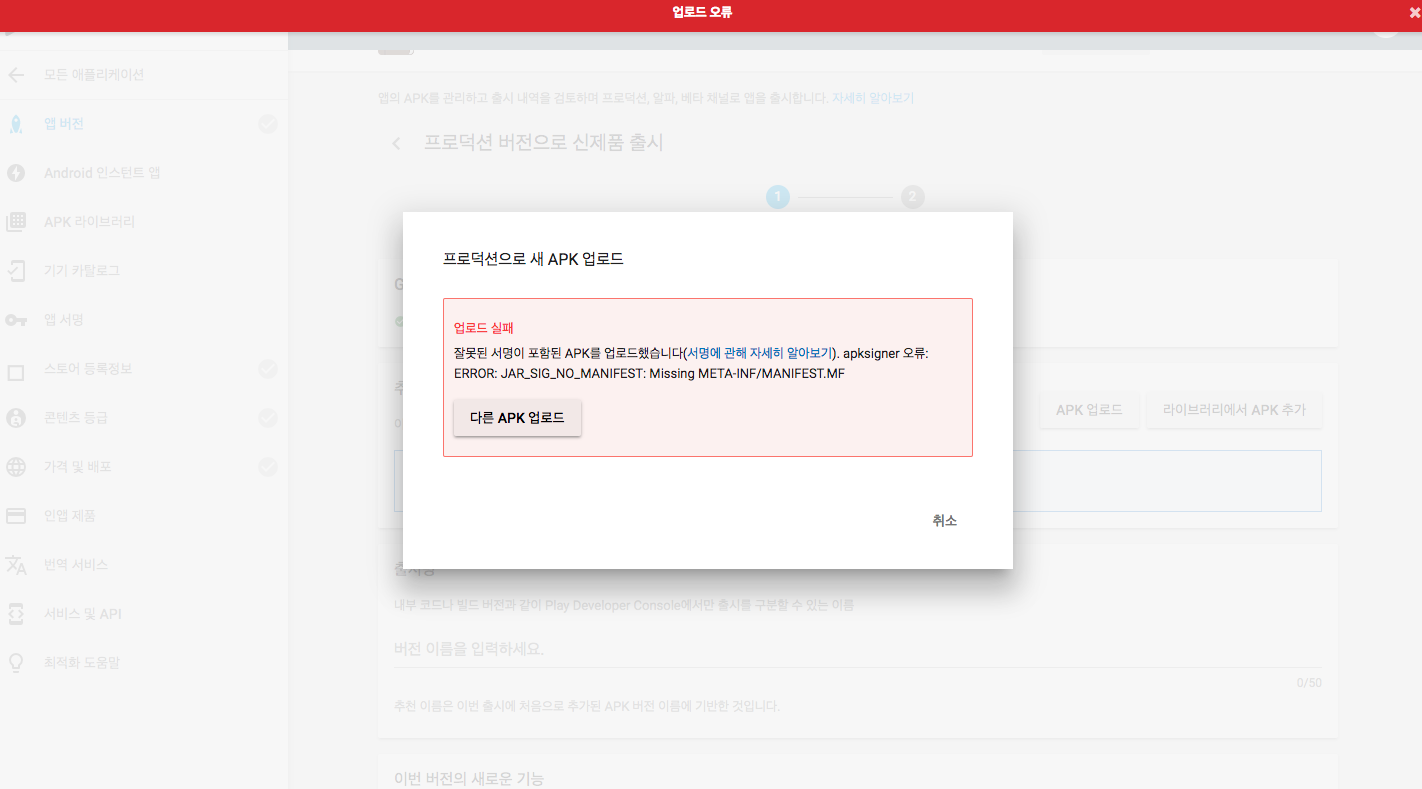 업로드 오류
모든 애플리케이션
앱의 APK를 관리하고 출시 내역을 검토하며 프로덕션, 알파, 베타 채널로 앱을 출시합니다. 자세히 알아보기
앱 버전
프로덕션 버전으로 신제품 출시
Android 인스턴트 앱
1
2
APK 라이브러리
기기 카탈로그
앱 서명
스토어 등록정보
콘텐츠 등급
가격 및 배포
인앱 제품
번역 서비스
서비스 및 API
최적화 도움말
프로덕션으로 새 APK 업로드
업로드 실패
잘못된 서명이 포함된 APK를 업로드했습니다(서명에 관해 자세히 알아보기). apksigner 오류:
ERROR: JAR_SIG_NO_MANIFEST: Missing META-INF/MANIFEST.MF
다른 APK 업로드
취소
APK 업로드
라이브러리에서 APK 추가
내부 코드나 빌드 버전과 같이 Play Developer Console에서만 출시를 구분할 수 있는 이름
버전 이름을 입력하세요.
0/50
추천 이름은 이번 출시에 처음으로 추가된 APK 버전 이름에 기반한 것입니다.
이번 버전의 새로운 기능